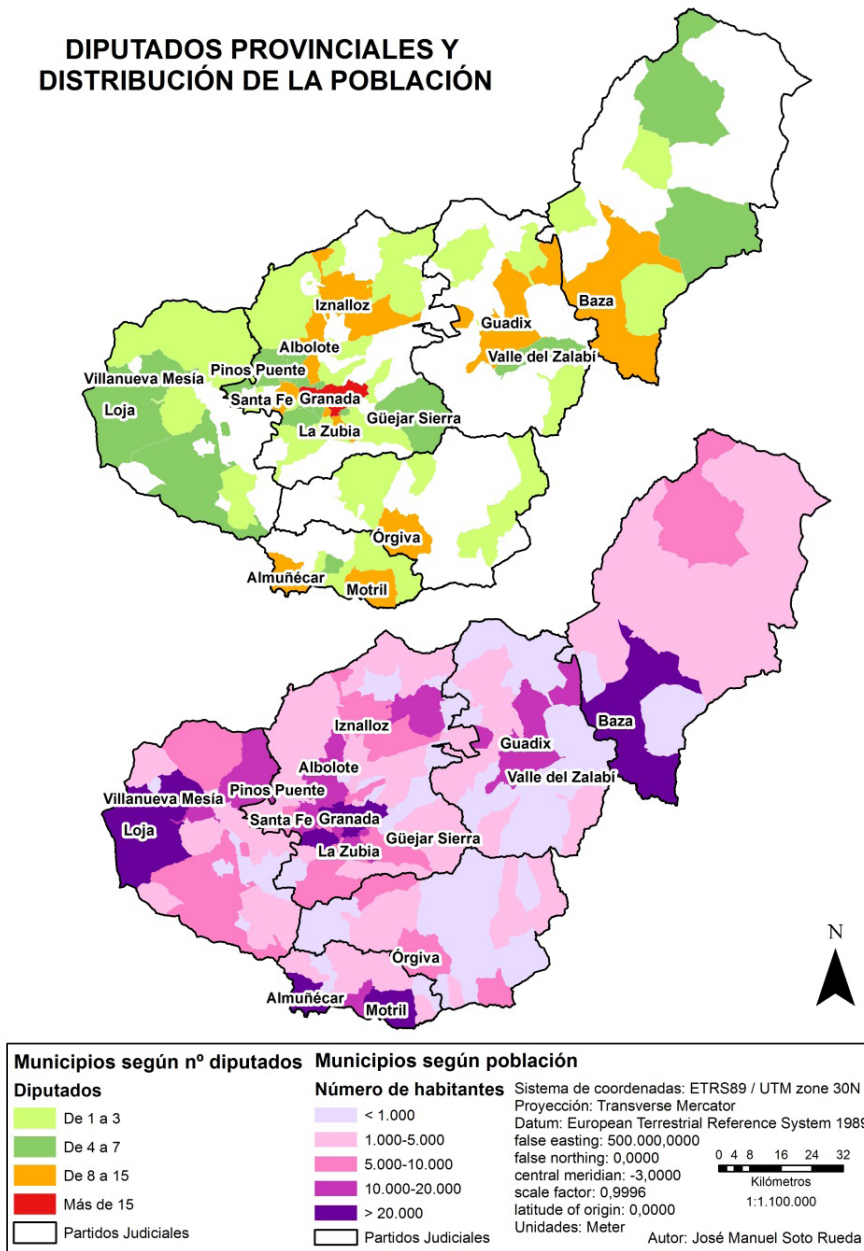 DIPUTADOS PROVINCIALES Y
DISTRIBUCIÓN DE LA POBLACIÓN
Iznalloz
Baza
Guadix
Albolote
Valle del Zalabí
Pinos Puente
Villanueva Mesía
Santa Fe
Granada
Loja
Güejar Sierra
La Zubia
Órgiva
Almuñécar
Motril
Baza
Iznalloz
Guadix
Albolote
Valle del Zalabí
Pinos Puente
Villanueva Mesía
Santa Fe
Granada
Loja
Güejar Sierra
La Zubia
Órgiva
Almuñécar
Motril
N
Municipios según nº diputados
Diputados
De 1 a 3
De 4 a 7
De 8 a 15
Más de 15
Partidos Judiciales
Municipios según población
Número de habitantes
< 1.000
1.000-5.000
5.000-10.000
10.000-20.000
> 20.000
Partidos Judiciales
Sistema de coordenadas: ETRS89 / UTM zone 30N
Proyección: Transverse Mercator
Datum: European Terrestrial Reference System 1989
false easting: 500.000,0000
false northing: 0,0000
central meridian: -3,0000
scale factor: 0,9996
latitude of origin: 0,0000
Unidades: Meter
0 4 8 16 24 32
Kilómetros
1:1.100.000
Autor: José Manuel Soto Rueda